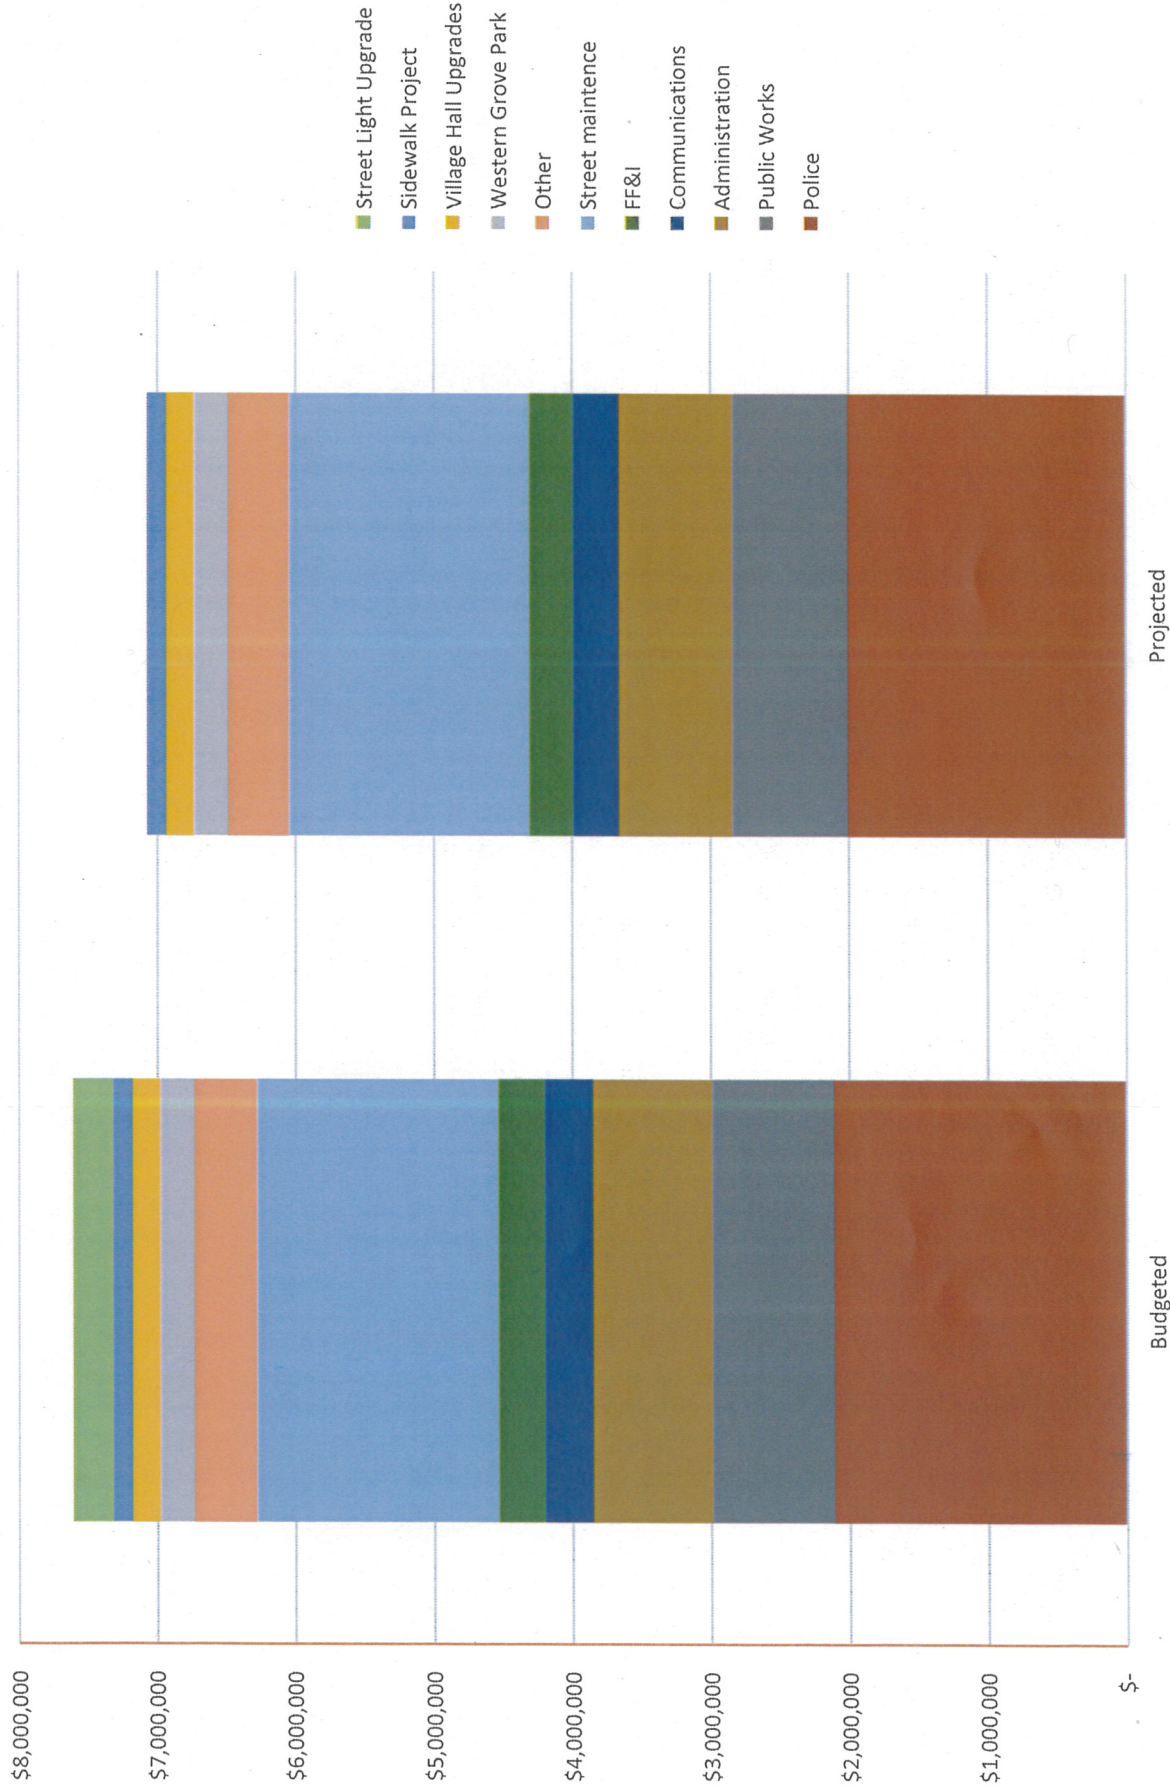 $8,000,000
$7,000,000
$6,000,000
$5,000,000
$4,000,000
$3,000,000
$2,000,000
$1,000,000
$-
Budgeted
Projected
Street Light Upgrade
Sidewalk Project
Village Hall Upgrades
Western Grove Park
Other
Street maintence
FF&I
Communications
Administration
Public Works
Police